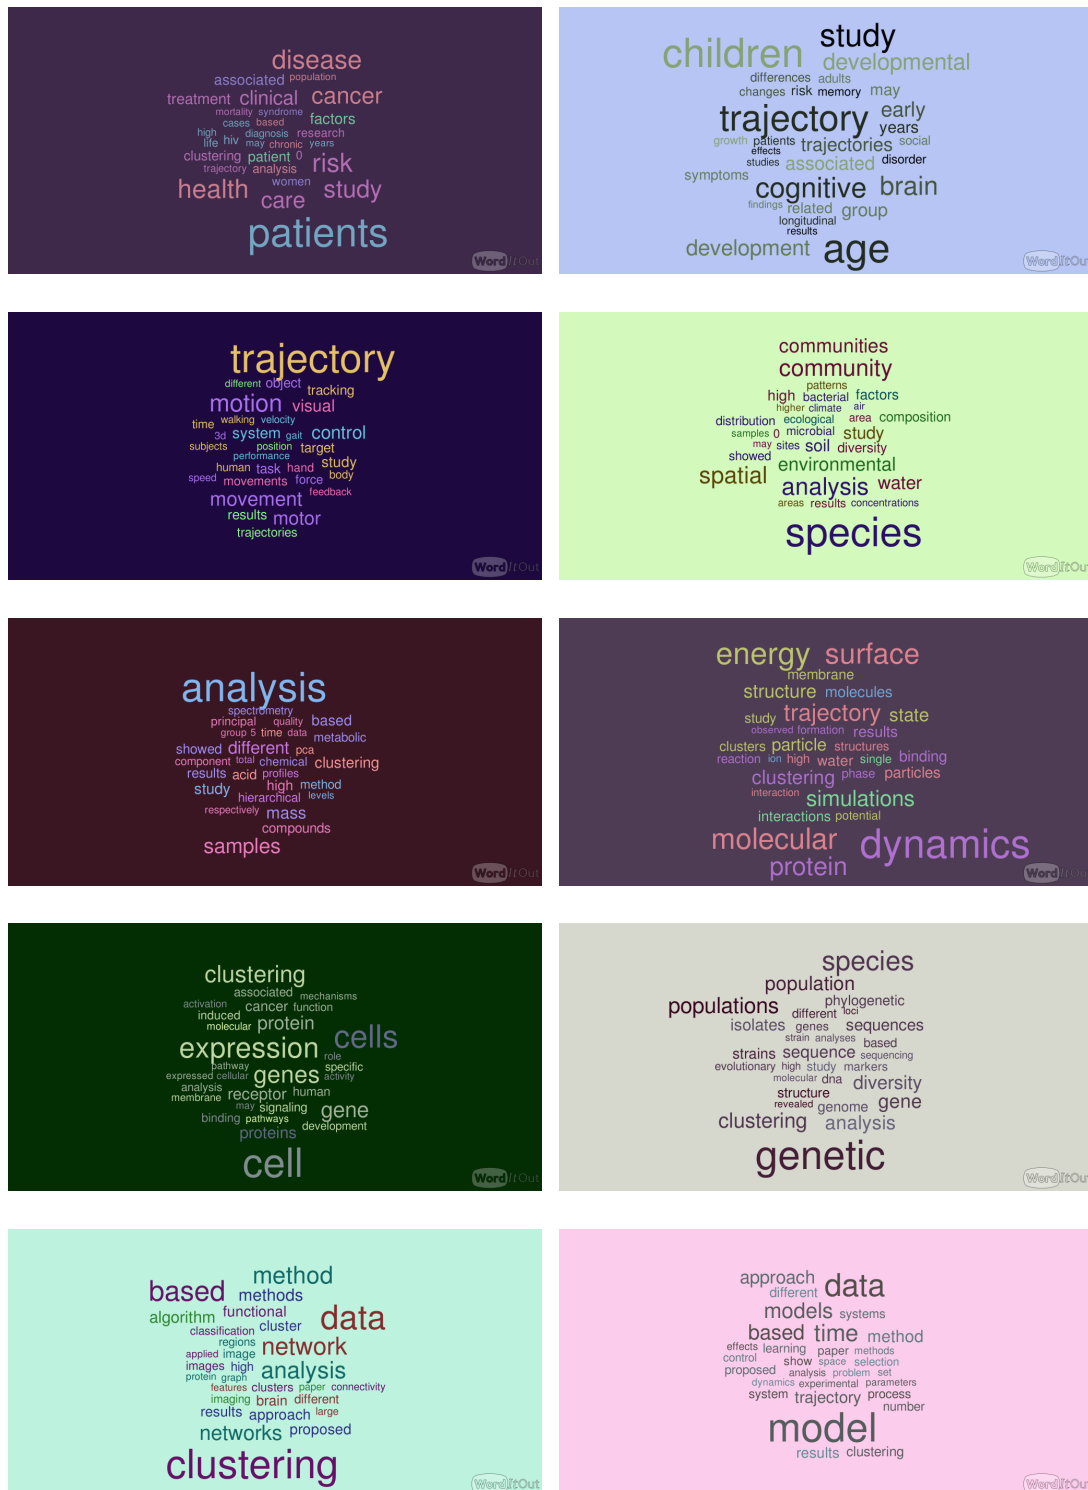 disease
associated population
treatment clinical cancer
mortality syndrome
cases based factors
high hiv diagnosis research
life may chronic years
clustering patient 0 risk
trajectory analysis
women
health care study
patients
WordItOut
children study
developmental
differences adults
changes risk memory may
trajectory early
years
growth patients trajectories social
effects
studies associated disorder
symptoms
cognitive brain
findings related group
longitudinal
results
development age
WordItOu
trajectory
different object tracking
motion visual
time walking velocity
3d system gait control
subjects position target
performance
human task hand study
speed movements force body
movement feedback
results motor
trajectories
WordItOut
communities
community
patterns
high bacterial factors
higher climate air
distribution ecological area composition
samples 0 microbial study
may sites soil diversity
showed environmental
spatial analysis water
areas results concentrations
species
WordItOu
analysis
spectrometry
principal quality based
group 5 time data metabolic
showed different pca
component total chemical clustering
results acid profiles
study high method
hierarchical levels
respectively mass
compounds
samples
WordItOut
energy surface
membrane
structure molecules
study trajectory state
observed formation results
clusters particle structures
reaction ion high water single binding
clustering phase particles
interaction simulations
interactions potential
molecular dynamics
protein
WordItOut
clustering
associated mechanisms
activation cancer function
induced
molecular protein cells
expression role
pathway specific
expressed cellular genes activity
analysis
membrane receptor human
may signaling gene
binding pathways development
proteins
cell
WordItOut
species
population
populations phylogenetic
different loci
isolates genes sequences
strain analyses based
strains sequence sequencing
evolutionary high study markers
molecular dna diversity
structure
revealed genome gene
clustering analysis
genetic
WordItOu
method
based methods
algorithm functional data
classification cluster
regions network
applied image
images high analysis
protein graph
features clusters paper connectivity
imaging brain different
results approach large
networks proposed
clustering
WordItOut
approach data
different
models systems
based time method
effects learning paper methods
control show space selection
proposed analysis problem set
dynamics experimental parameters
system trajectory process
number
model
results clustering
WordItOu